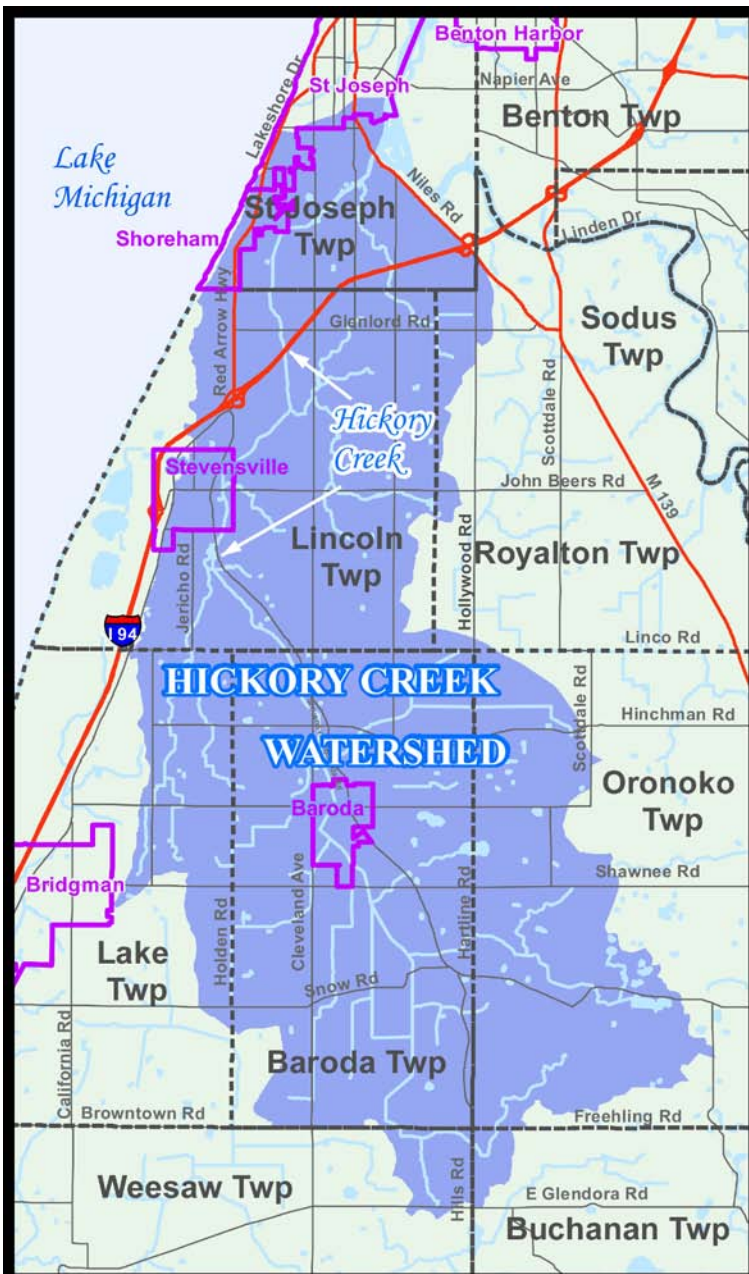 Benton Harbor
Napier Ave
St Joseph
Lakeshore Dr
Benton Twp
Lake
Michigan
Niles Rd
St Joseph
Twp
Shoreham
Linden Dr
Red Arrow Hwy
Glenlord Rd
Sodus
Twp
Scottdale Rd
Hickory
Creek
Stevensville
John Beers Rd
M 139
Lincoln
Twp
Hollywood Rd
Royalton Twp
Jericho Rd
I 94
Linco Rd
HICKORY CREEK
WATERSHED
Scottdale Rd
Hinchman Rd
Oronoko
Twp
Baroda
Shawnee Rd
Bridgman
Holden Rd
Cleveland Ave
Hartline Rd
Lake
Twp
Snow Rd
California Rd
Baroda Twp
Browntown Rd
Freehling Rd
Weesaw Twp
Hills Rd
E Glendora Rd
Buchanan Twp